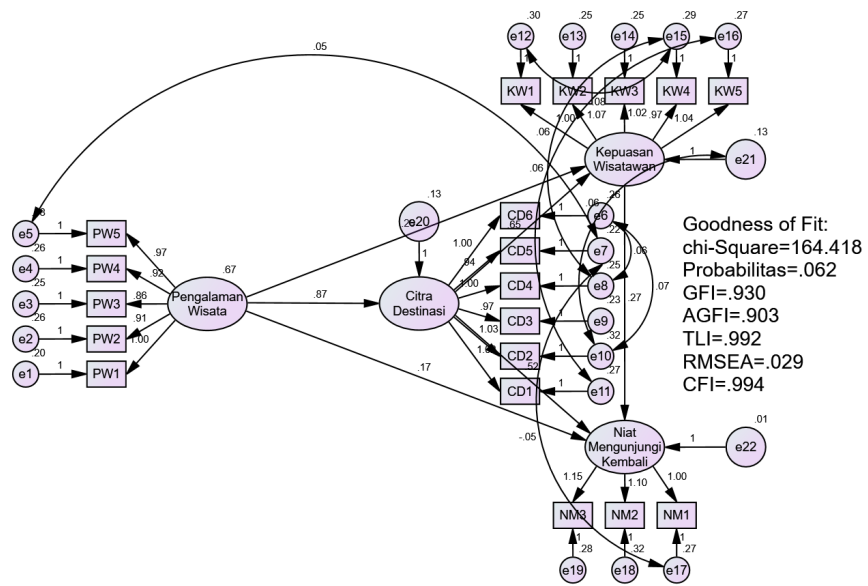 .05
.30
.25
.25
.29
.27
e12
e13
e14
e15
e16
1
1
1
1
1
KW1
KW2
KW3
KW4
KW5
.08
1.00
1.07
1.02
.97
1.04
.06
.06
Kepuasan
Wisatawan
1
e21
.13
e5
1
PW5
.26
e4
1
PW4
.25
e3
1
PW3
.26
e2
1
PW2
.20
e1
1
PW1
.97
.92
.86
.91
1.00
.67
Pengalaman
Wisata
.87
.17
.13
e20
1
Citra
Destinasi
1.00
.94
1.00
.97
1.03
.65
.52
CD6
1
e6
.26
.06
CD5
1
e7
.22
CD4
1
e8
.25
CD3
1
e9
.23
CD2
1
e10
.32
CD1
1
e11
.27
.06
.07
.27
-.05
Goodness of Fit:
chi-Square=164.418
Probabilitas=.062
GFI=.930
AGFI=.903
TLI=.992
RMSEA=.029
CFI=.994
Niat
Mengunjungi
Kembali
1
e22
.01
1.15
1.10
1.00
NM3
NM2
NM1
1
1
1
.28
.32
.27
e19
e18
e17